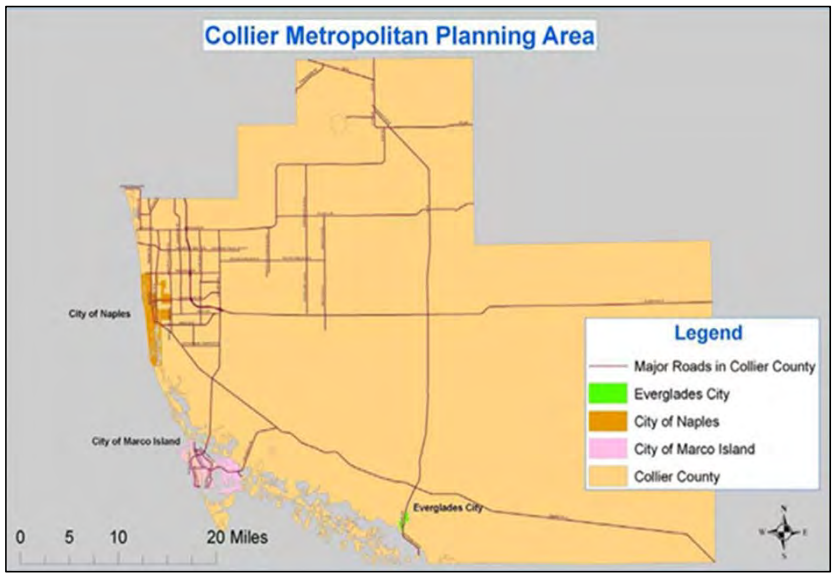 Collier Metropolitan Planning Area
City of Naples
City of Marco Island
Everglades City
Legend
Major Roads in Collier County
Everglades City
City of Naples
City of Marco Island
Collier County
0 5 10 20 Miles
N
W E
S